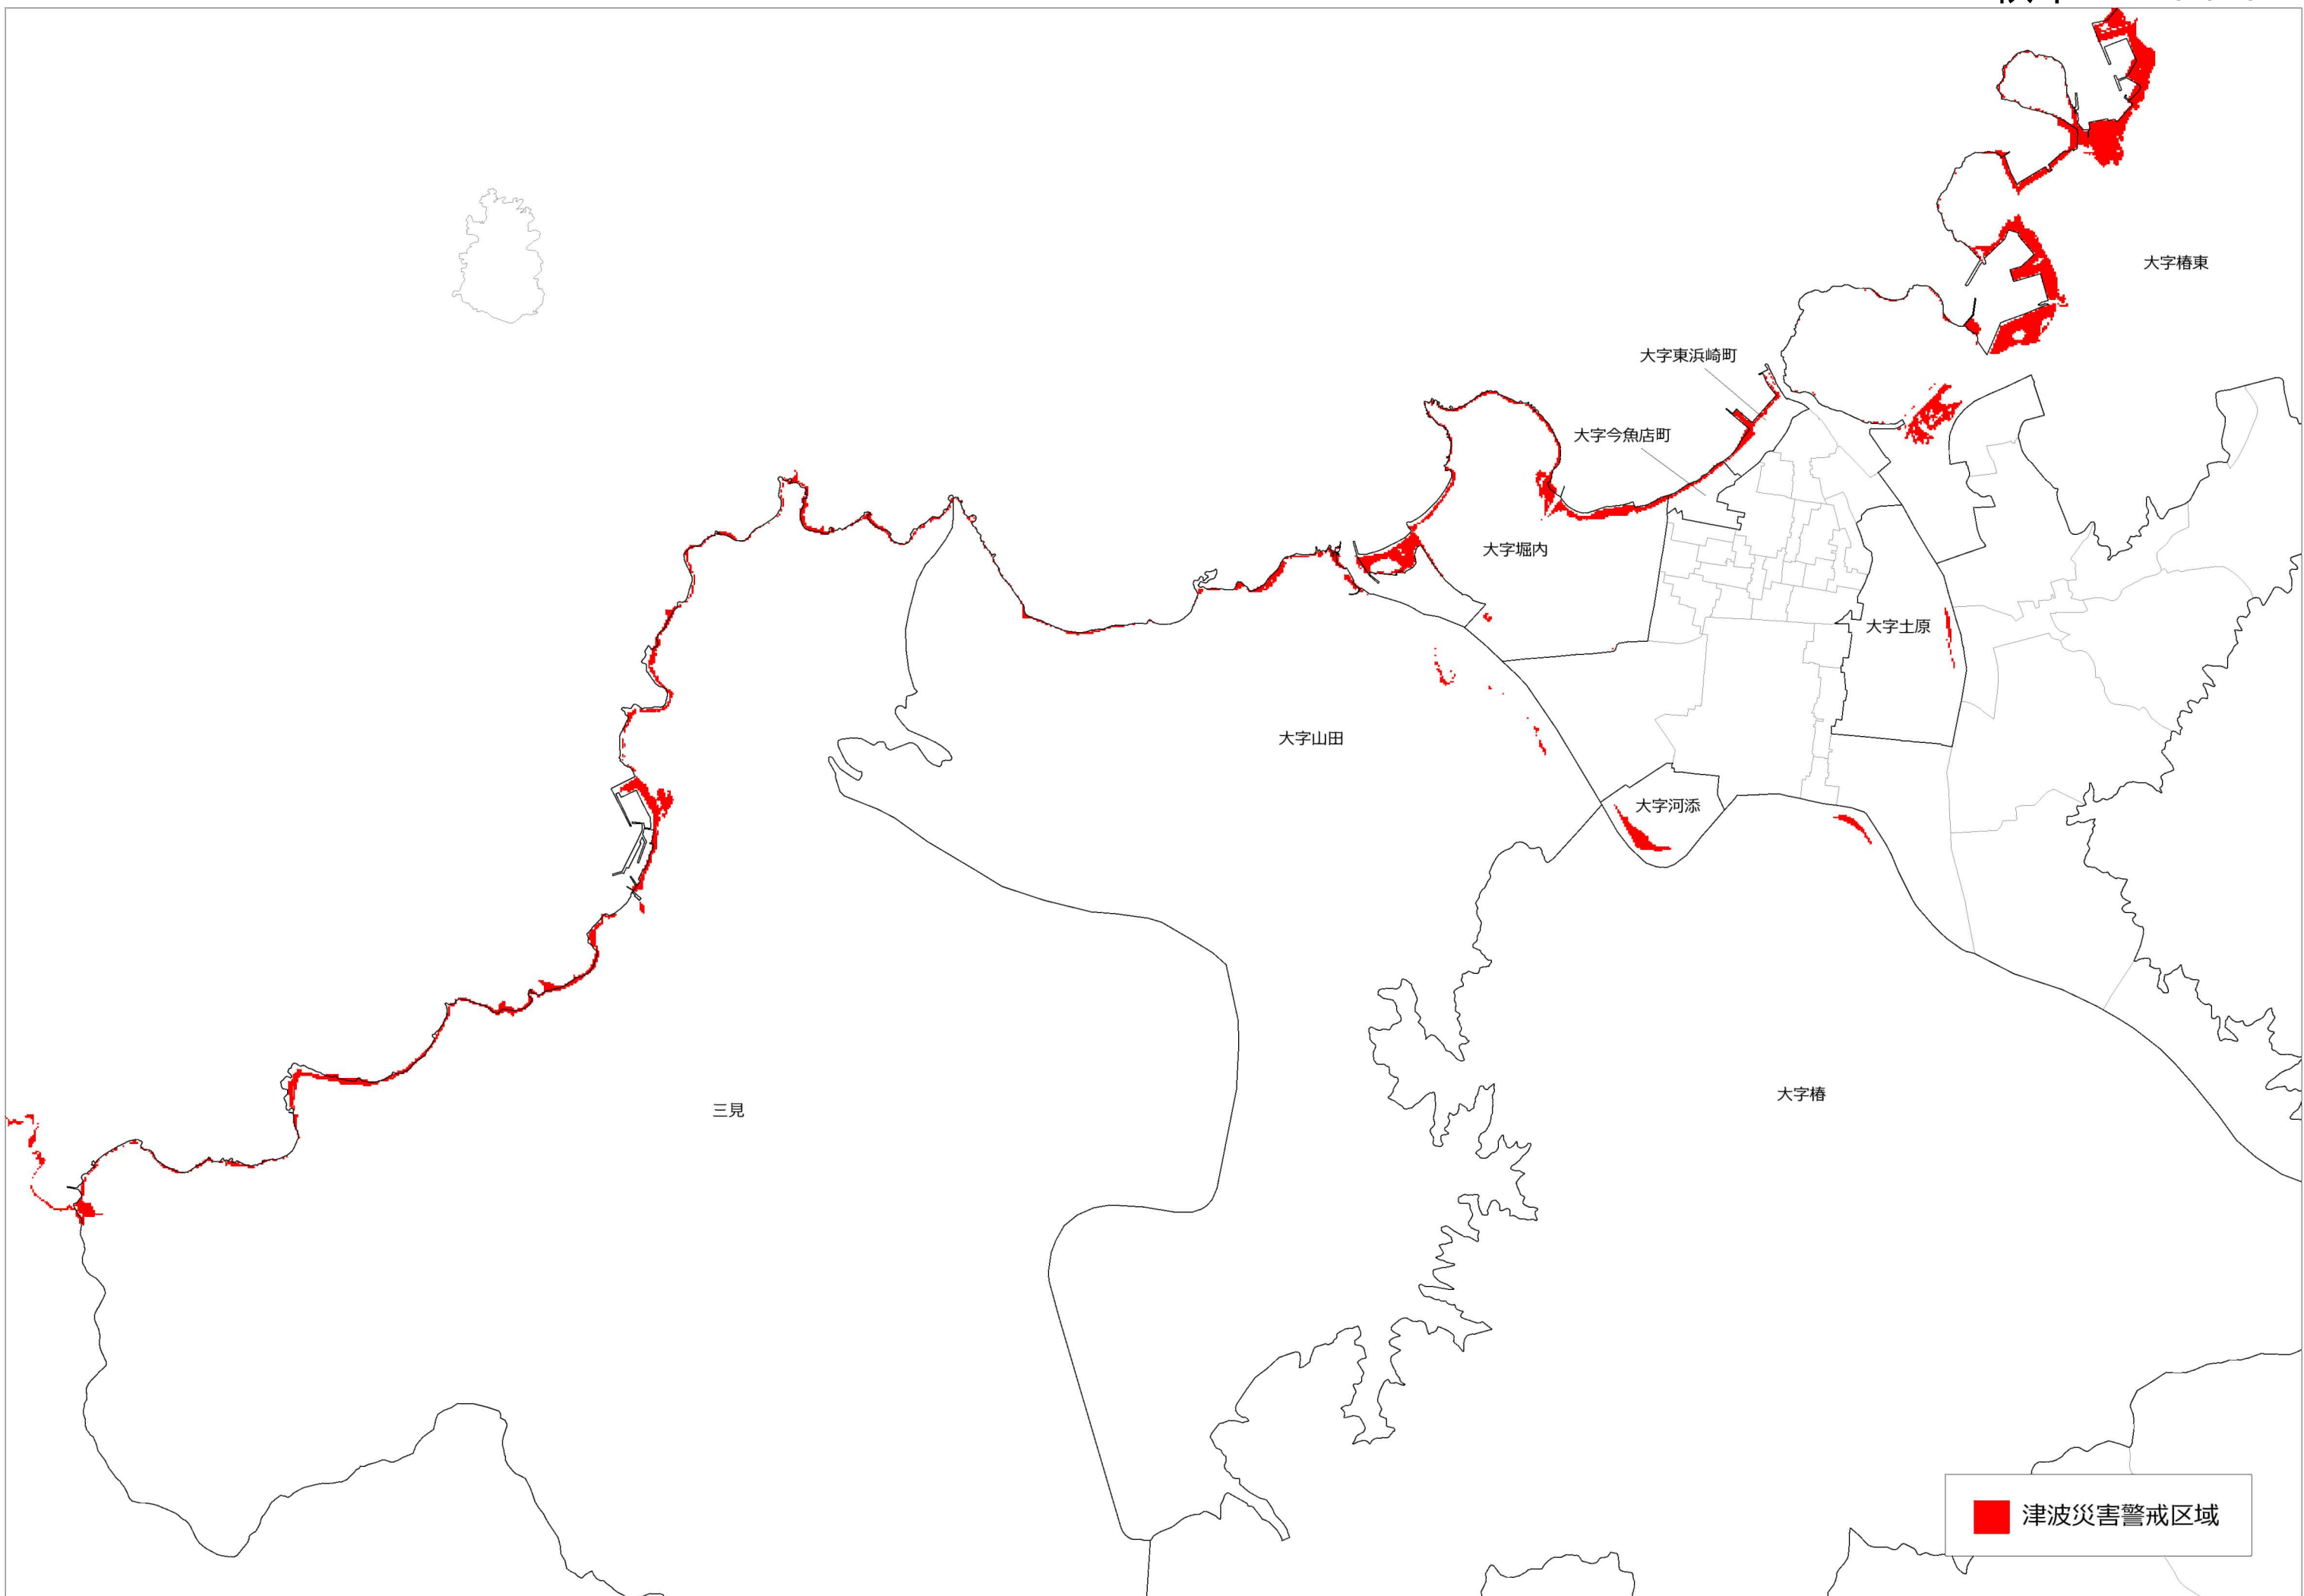 大字椿東
大字東浜崎町
大字今魚店町
大字堀内
大字土原
大字山田
大字河添
大字椿
三見
津波災害警戒区域